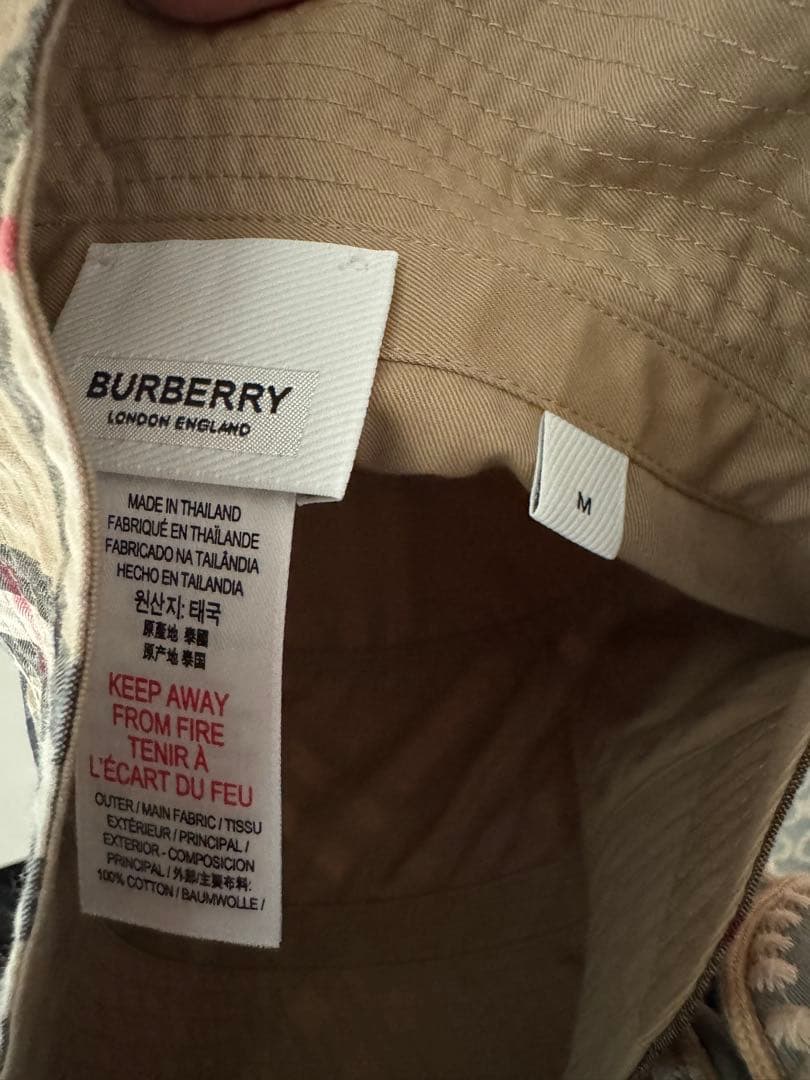 BURBERRY
LONDON ENGLAND
M
MADE IN THAILAND
FABRIQUÉ EN THAÏLANDE
FABRICADO NA TAILÂNDIA
HECHO EN TAILANDIA
원산지: 태국
原產地 泰國
原产地 泰国
KEEP AWAY
FROM FIRE
TENIR À
L'ÉCART DU FEU
OUTER / MAIN FABRIC / TISSU
EXTÉRIEUR / PRINCIPAL /
EXTERIOR - COMPOSICION
PRINCIPAL / 外部/主要布料:
100% COTTON / BAUMWOLLE /